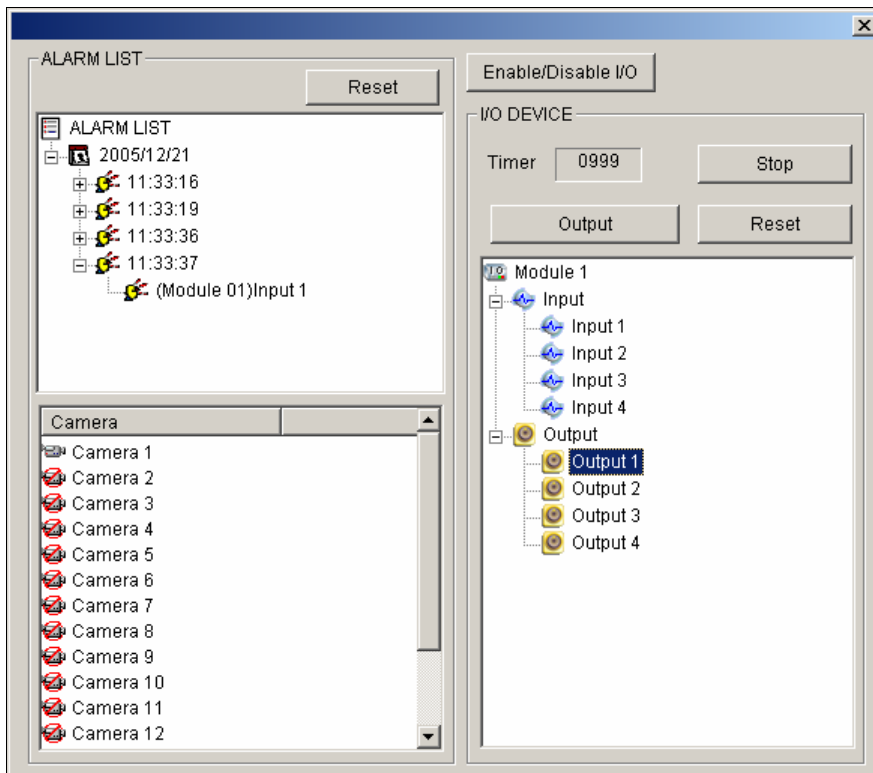 ALARM LIST
Reset
ALARM LIST
2005/12/21
11:33:16
11:33:19
11:33:36
11:33:37
(Module 01)Input 1
Camera
Camera 1
Camera 2
Camera 3
Camera 4
Camera 5
Camera 6
Camera 7
Camera 8
Camera 9
Camera 10
Camera 11
Camera 12
Enable/Disable I/O
I/O DEVICE
Timer 0999 Stop
Output Reset
Module 1
Input
Input 1
Input 2
Input 3
Input 4
Output
Output 1
Output 2
Output 3
Output 4